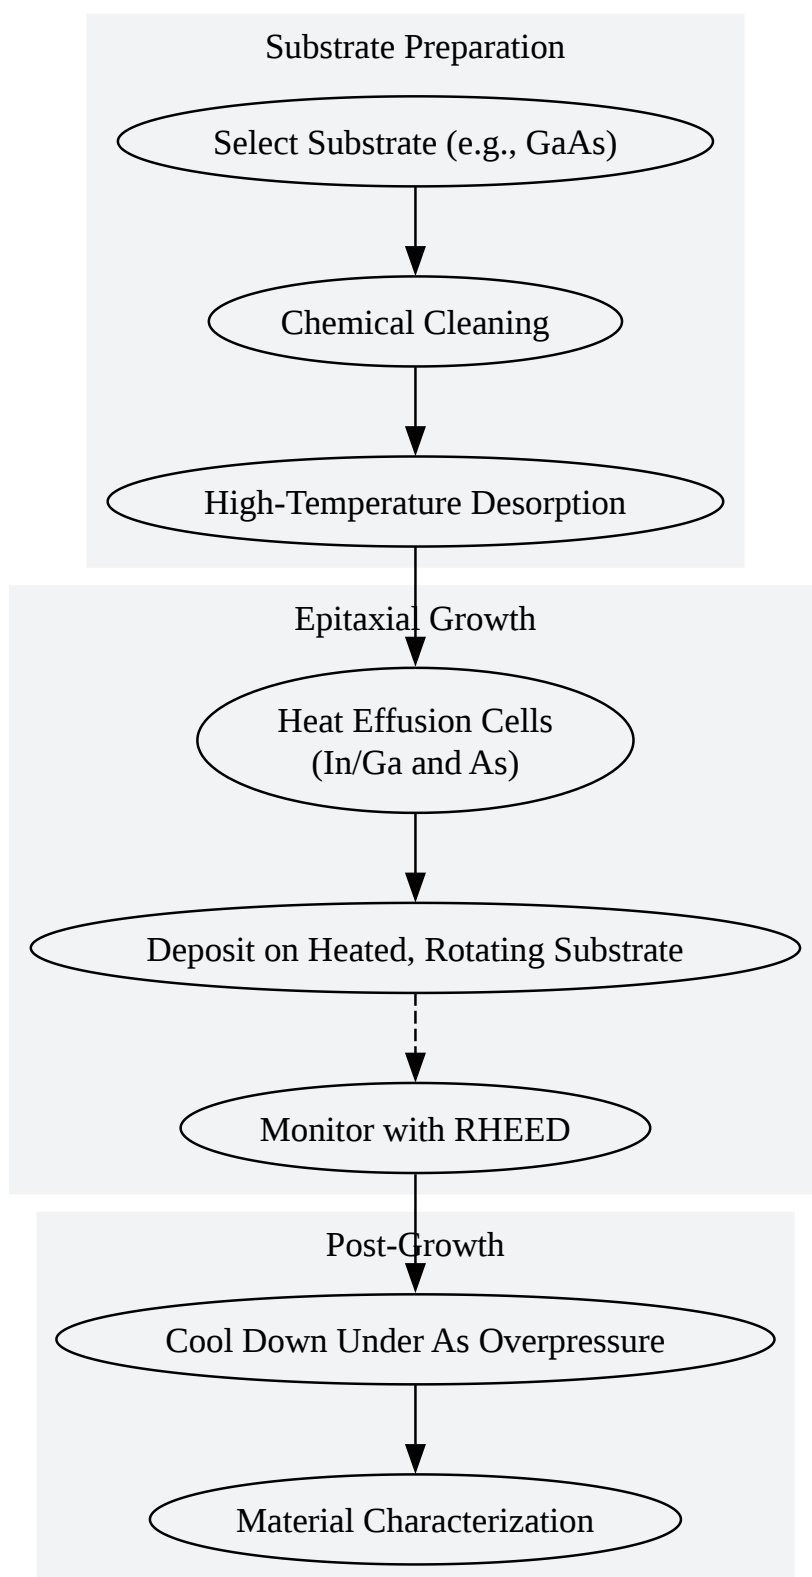 Substrate Preparation
Select Substrate (e.g., GaAs)
Chemical Cleaning
High-Temperature Desorption
Epitaxial Growth
Heat Effusion Cells
(In/Ga and As)
Deposit on Heated, Rotating Substrate
Monitor with RHEED
Post-Growth
Cool Down Under As Overpressure
Material Characterization